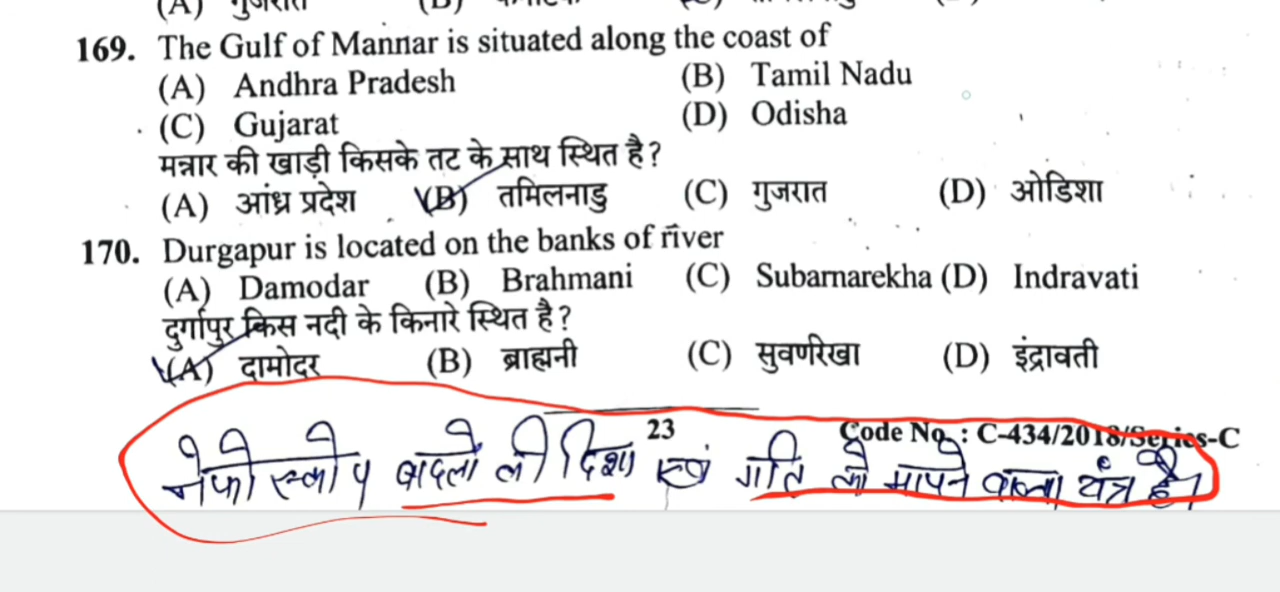 169. The Gulf of Mannar is situated along the coast of
(A) Andhra Pradesh (B) Tamil Nadu
(C) Gujarat (D) Odisha
मन्नार की खाड़ी किसके तट के साथ स्थित है?
(A) आंध्र प्रदेश (B) तमिलनाडु (C) गुजरात (D) ओडिशा
170. Durgapur is located on the banks of river
(A) Damodar (B) Brahmani (C) Subarnarekha (D) Indravati
दुर्गापुर किस नदी के किनारे स्थित है?
(A) दामोदर (B) ब्राह्मनी (C) सुवर्णरेखा (D) इंद्रावती
23 Code No.: C-434/2018/Series-C
नेफो स्कोप बादलो की दिशा एवं गति को मापने वाला यंत्र है।